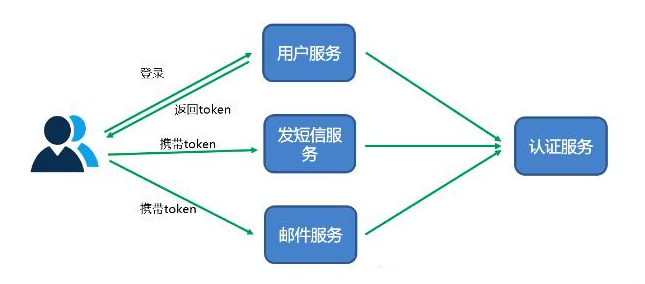 用户服务
登录
返回token
携带token
发短信服
务
认证服务
携带token
邮件服务